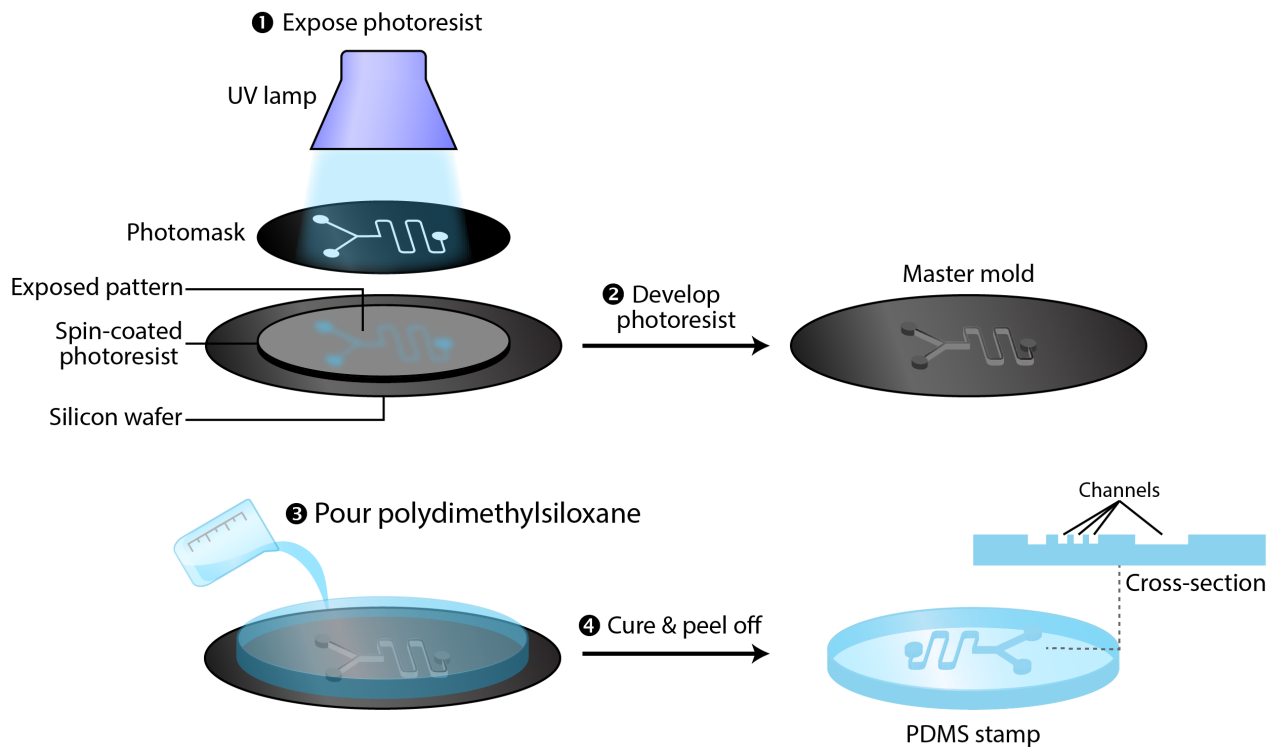 ❶ Expose photoresist
UV lamp
Photomask
Exposed pattern
Spin-coated
photoresist
Silicon wafer
❷ Develop
photoresist
Master mold
❸ Pour polydimethylsiloxane
❹ Cure & peel off
Channels
Cross-section
PDMS stamp